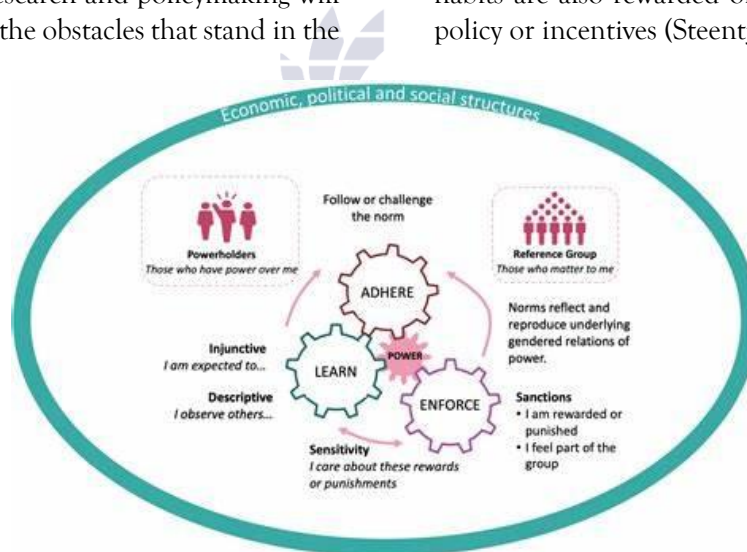 search and policymaking will
the obstacles that stand in the
habits are also rewarded
policy or incentives
Economic, political and social structures
Powerholders
Those who have power over me
Follow or challenge
the norm
Reference Group
Those who matter to me
ADHERE
Norms reflect and
reproduce underlying
gendered relations of
power.
Injunctive
I am expected to...
LEARN
POWER
Descriptive
I observe others...
ENFORCE
Sanctions
• I am rewarded or
punished
• I feel part of the
group
Sensitivity
I care about these rewards
or punishments